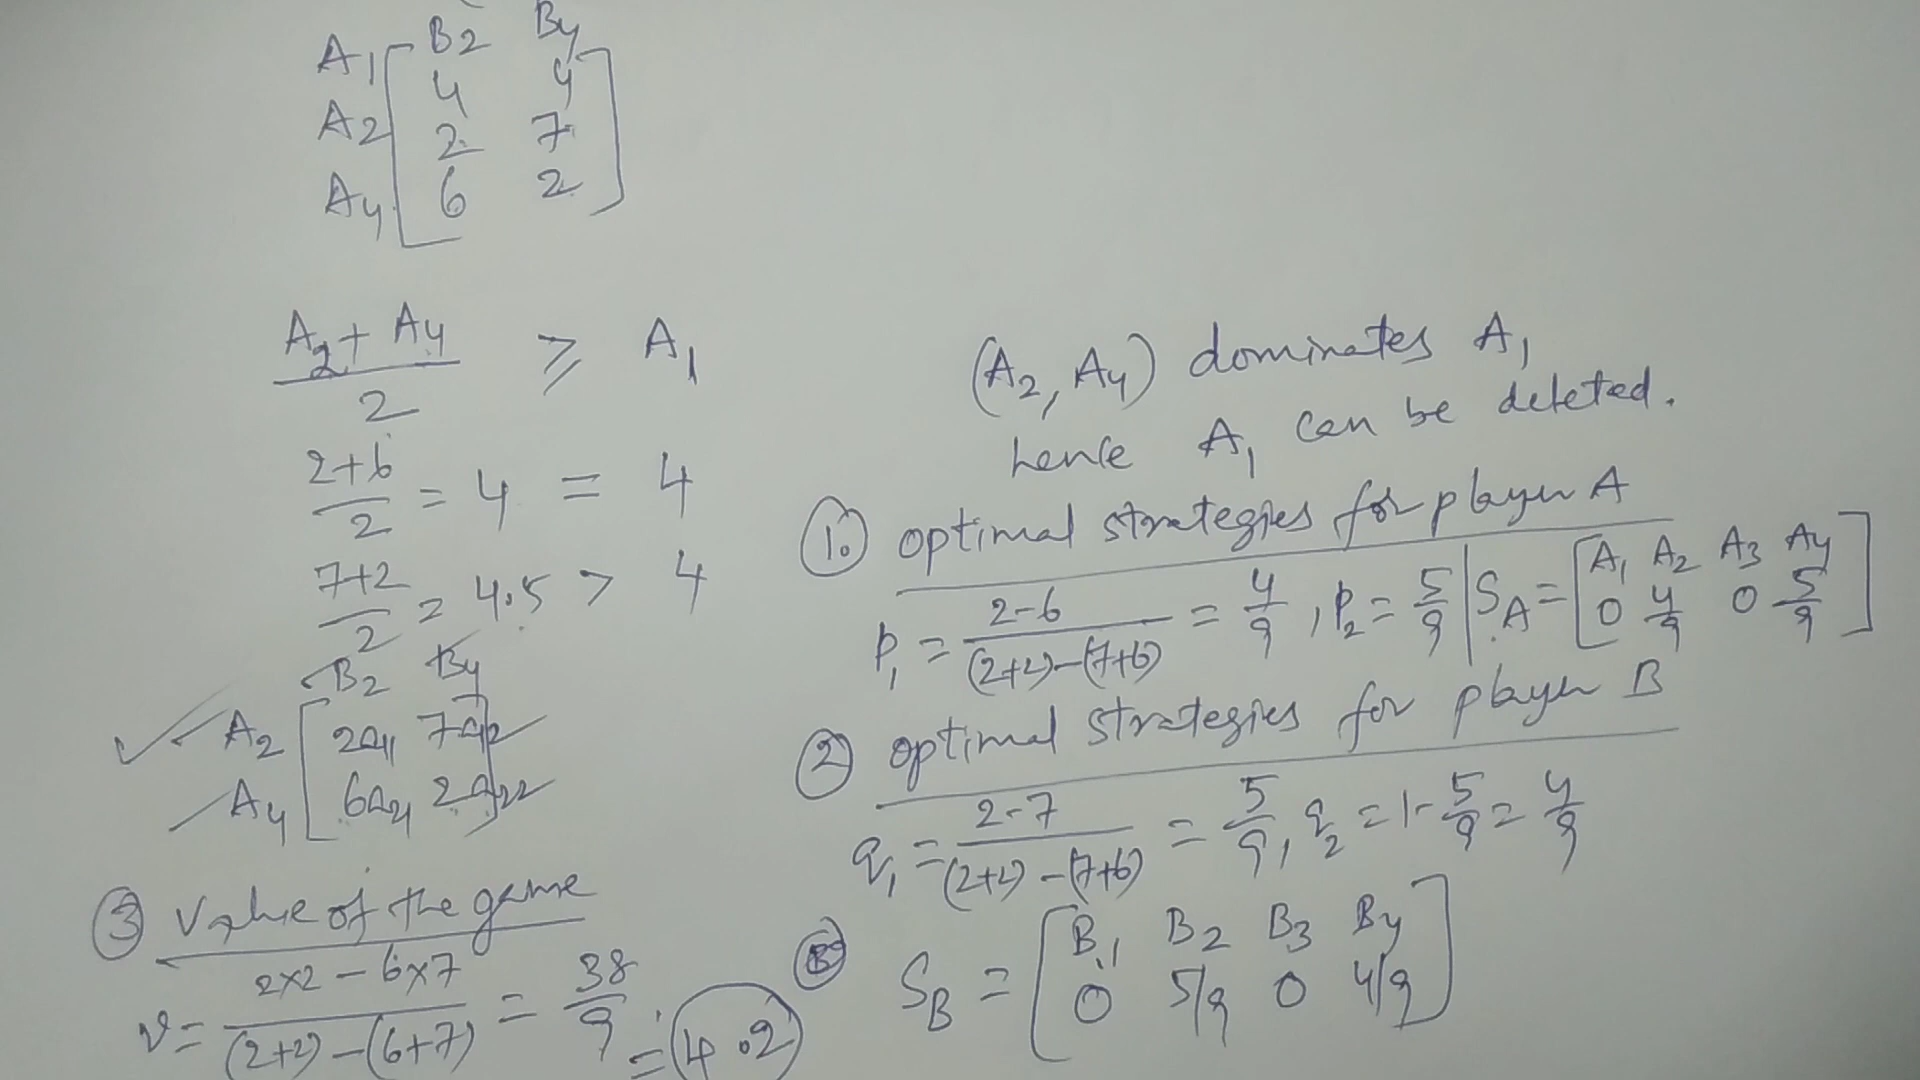 B2 B4
A1 4 4
A2 2 7
A4 6 2
A2 + A4 / 2 ≥ A1
2+6 / 2 = 4 = 4
7+2 / 2 = 4.5 > 4
B2 B4
A2 2a11 7a12
A4 6a21 2a22
③ Value of the game
v = 2×2 − 6×7 / (2+2) − (6+7) = 38/9 = 4.2
(A2, A4) dominates A1
hence A1 can be deleted.
① optimal strategies for player A
p1 = 2-6 / (2+2)-(7+6) = 4/9, p2 = 5/9 | SA = [A1 A2 A3 A4
0 4/9 0 5/9]
② optimal strategies for player B
q1 = 2-7 / (2+2) - (7+6) = 5/9, q2 = 1 - 5/9 = 4/9
SB = [B1 B2 B3 B4
0 5/9 0 4/9]